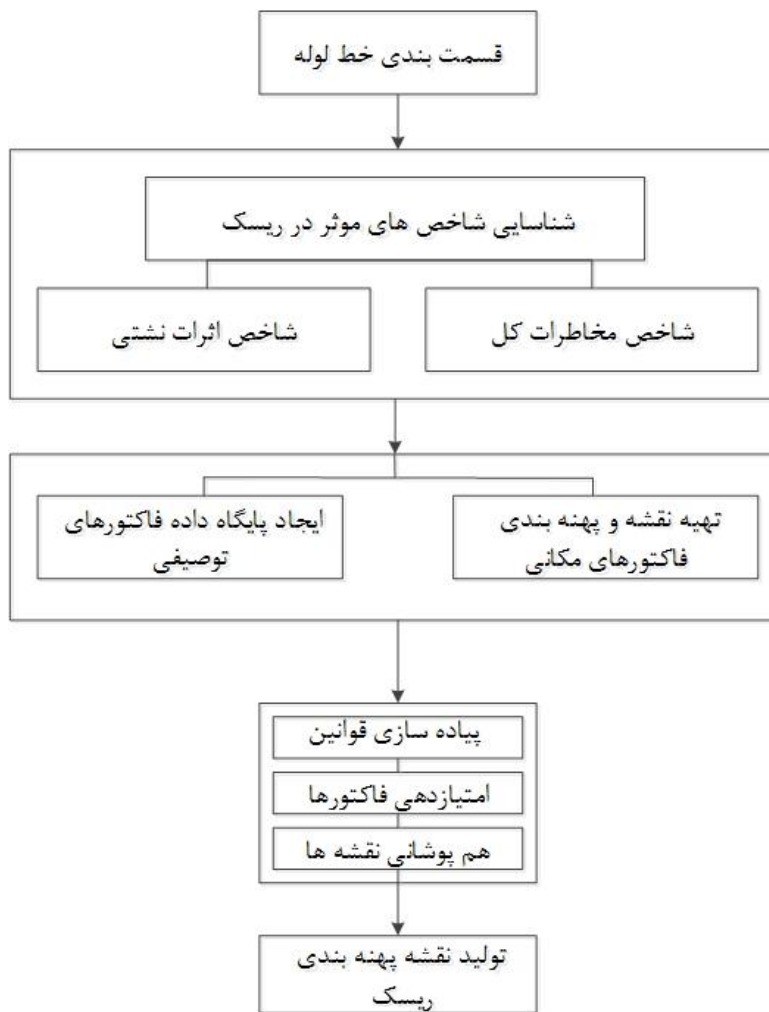 قسمت بندی خط لوله
شناسایی شاخص های موثر در ریسک
شاخص مخاطرات کل
شاخص اثرات نشتی
تهیه نقشه و پهنه بندی
فاکتورهای مکانی
ایجاد پایگاه داده فاکتورهای
توصیفی
پیاده سازی قوانین
امتیازدهی فاکتورها
هم پوشانی نقشه ها
تولید نقشه پهنه بندی
ریسک